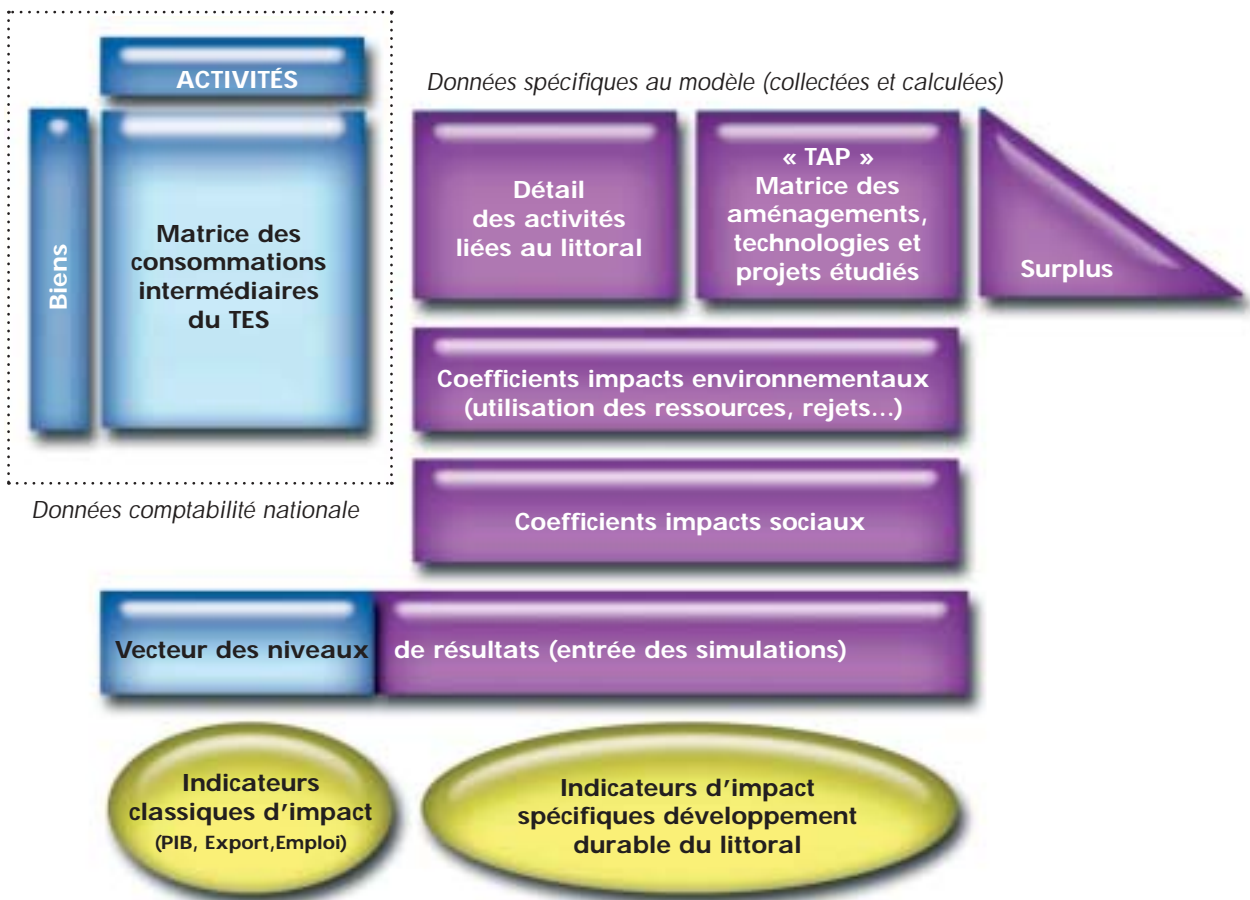 ACTIVITÉS
Biens
Matrice des
consommations
intermédiaires
du TES
Données comptabilité nationale
Données spécifiques au modèle (collectées et calculées)
Détail
des activités
liées au littoral
« TAP »
Matrice des
aménagements,
technologies et
projets étudiés
Surplus
Coefficients impacts environnementaux
(utilisation des ressources, rejets...)
Coefficients impacts sociaux
Vecteur des niveaux de résultats (entrée des simulations)
Indicateurs
classiques d'impact
(PIB, Export,Emploi)
Indicateurs d'impact
spécifiques développement
durable du littoral